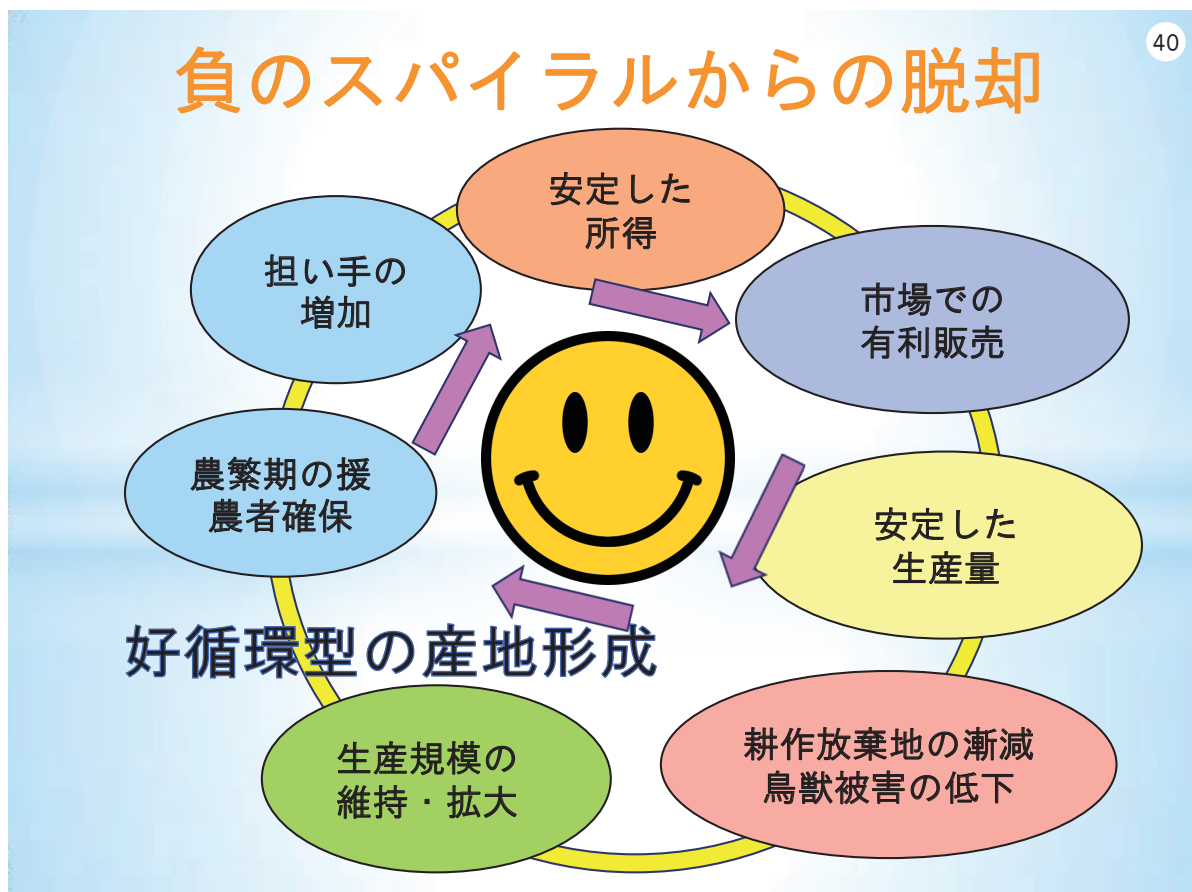 40
負のスパイラルからの脱却
安定した
所得
市場での
有利販売
安定した
生産量
耕作放棄地の漸減
鳥獣被害の低下
生産規模の
維持・拡大
農繁期の援
農者確保
担い手の
増加
好循環型の産地形成